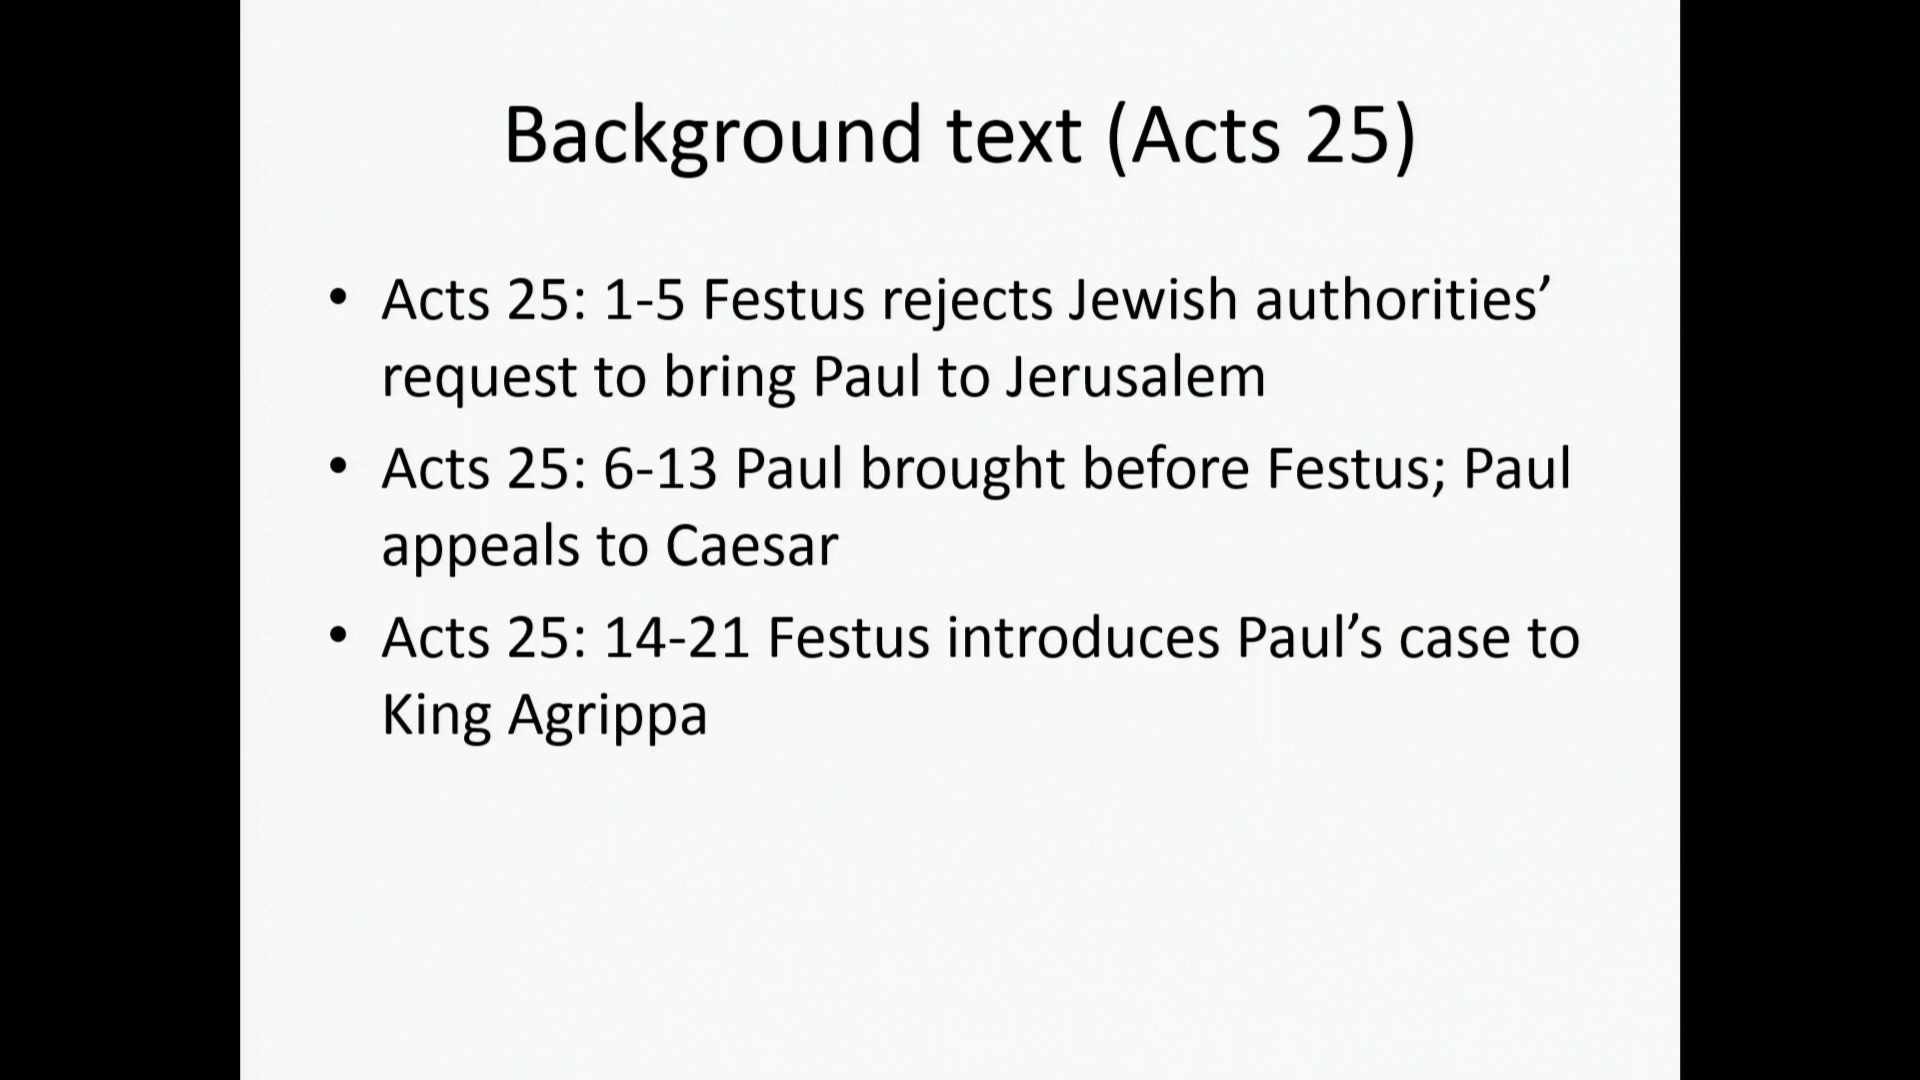 Background text (Acts 25)
• Acts 25: 1-5 Festus rejects Jewish authorities’
request to bring Paul to Jerusalem
• Acts 25: 6-13 Paul brought before Festus; Paul
appeals to Caesar
• Acts 25: 14-21 Festus introduces Paul’s case to
King Agrippa